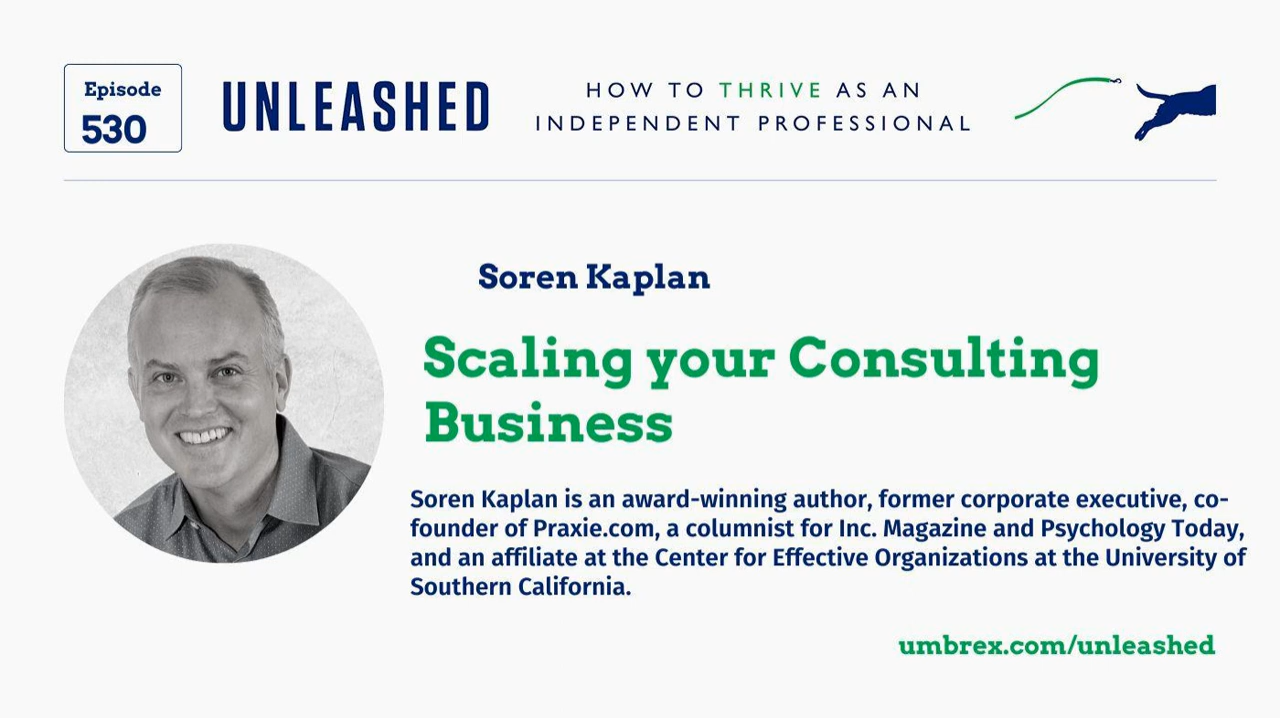 Episode
530
UNLEASHED
HOW TO THRIVE AS AN
INDEPENDENT PROFESSIONAL
Soren Kaplan
Scaling your Consulting
Business
Soren Kaplan is an award-winning author, former corporate executive, co-
founder of Praxie.com, a columnist for Inc. Magazine and Psychology Today,
and an affiliate at the Center for Effective Organizations at the University of
Southern California.
umbrex.com/unleashed